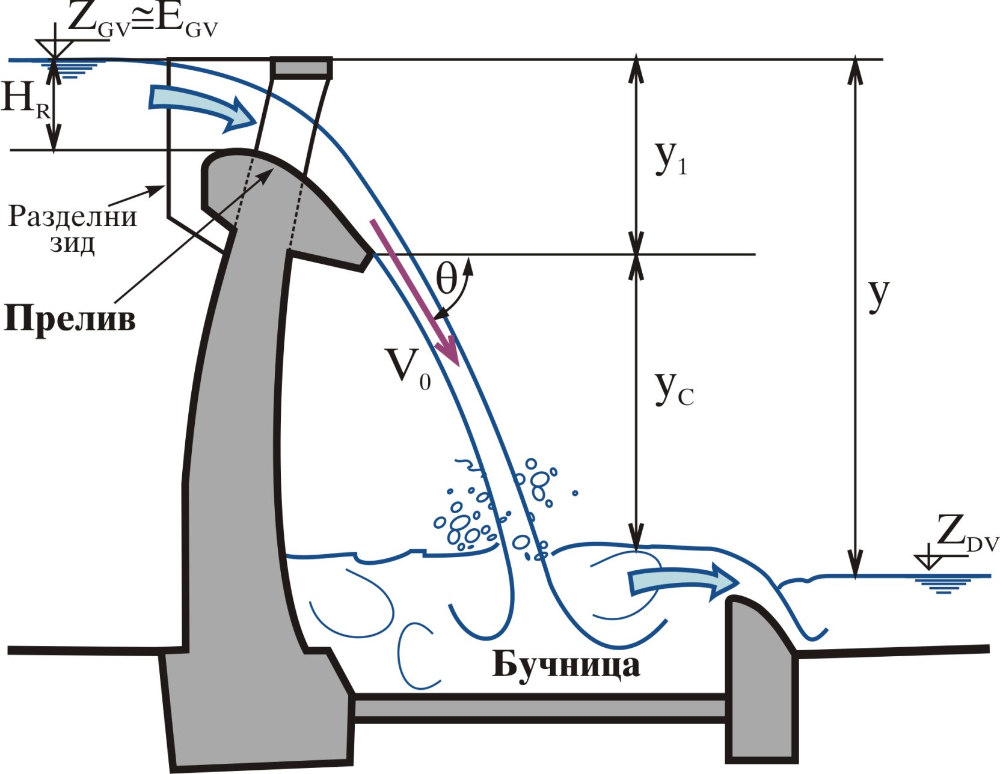 Z_GV≅E_GV
H_R
y_1
Разделни
зид
θ
y
Прелив
V_0
y_C
Z_DV
Бучница